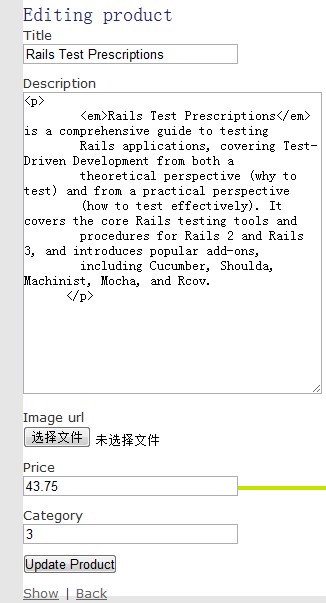 Editing product
Title
Rails Test Prescriptions
Description
<p>
<em>Rails Test Prescriptions</em>
is a comprehensive guide to testing
Rails applications, covering Test-
Driven Development from both a
theoretical perspective (why to
test) and from a practical perspective
(how to test effectively). It
covers the core Rails testing tools and
procedures for Rails 2 and Rails
3, and introduces popular add-ons,
including Cucumber, Shoulda,
Machinist, Mocha, and Rcov.
</p>
Image url
选择文件 未选择文件
Price
43.75
Category
3
Update Product
Show | Back